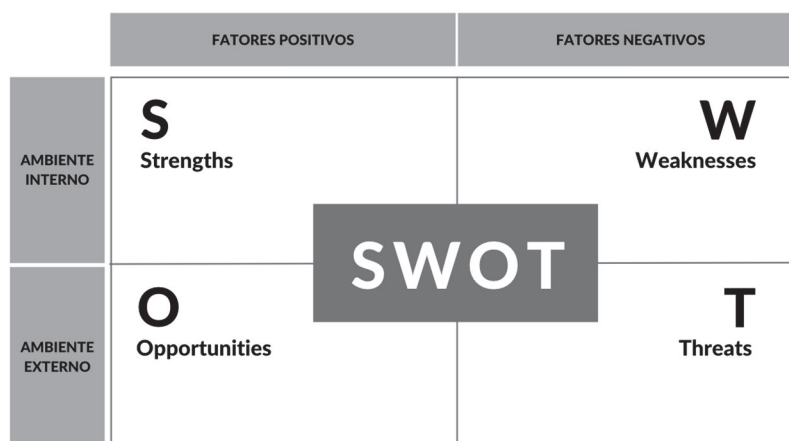 FATORES POSITIVOS
FATORES NEGATIVOS
AMBIENTE
INTERNO
S
Strengths
W
Weaknesses
SWOT
AMBIENTE
EXTERNO
O
Opportunities
T
Threats